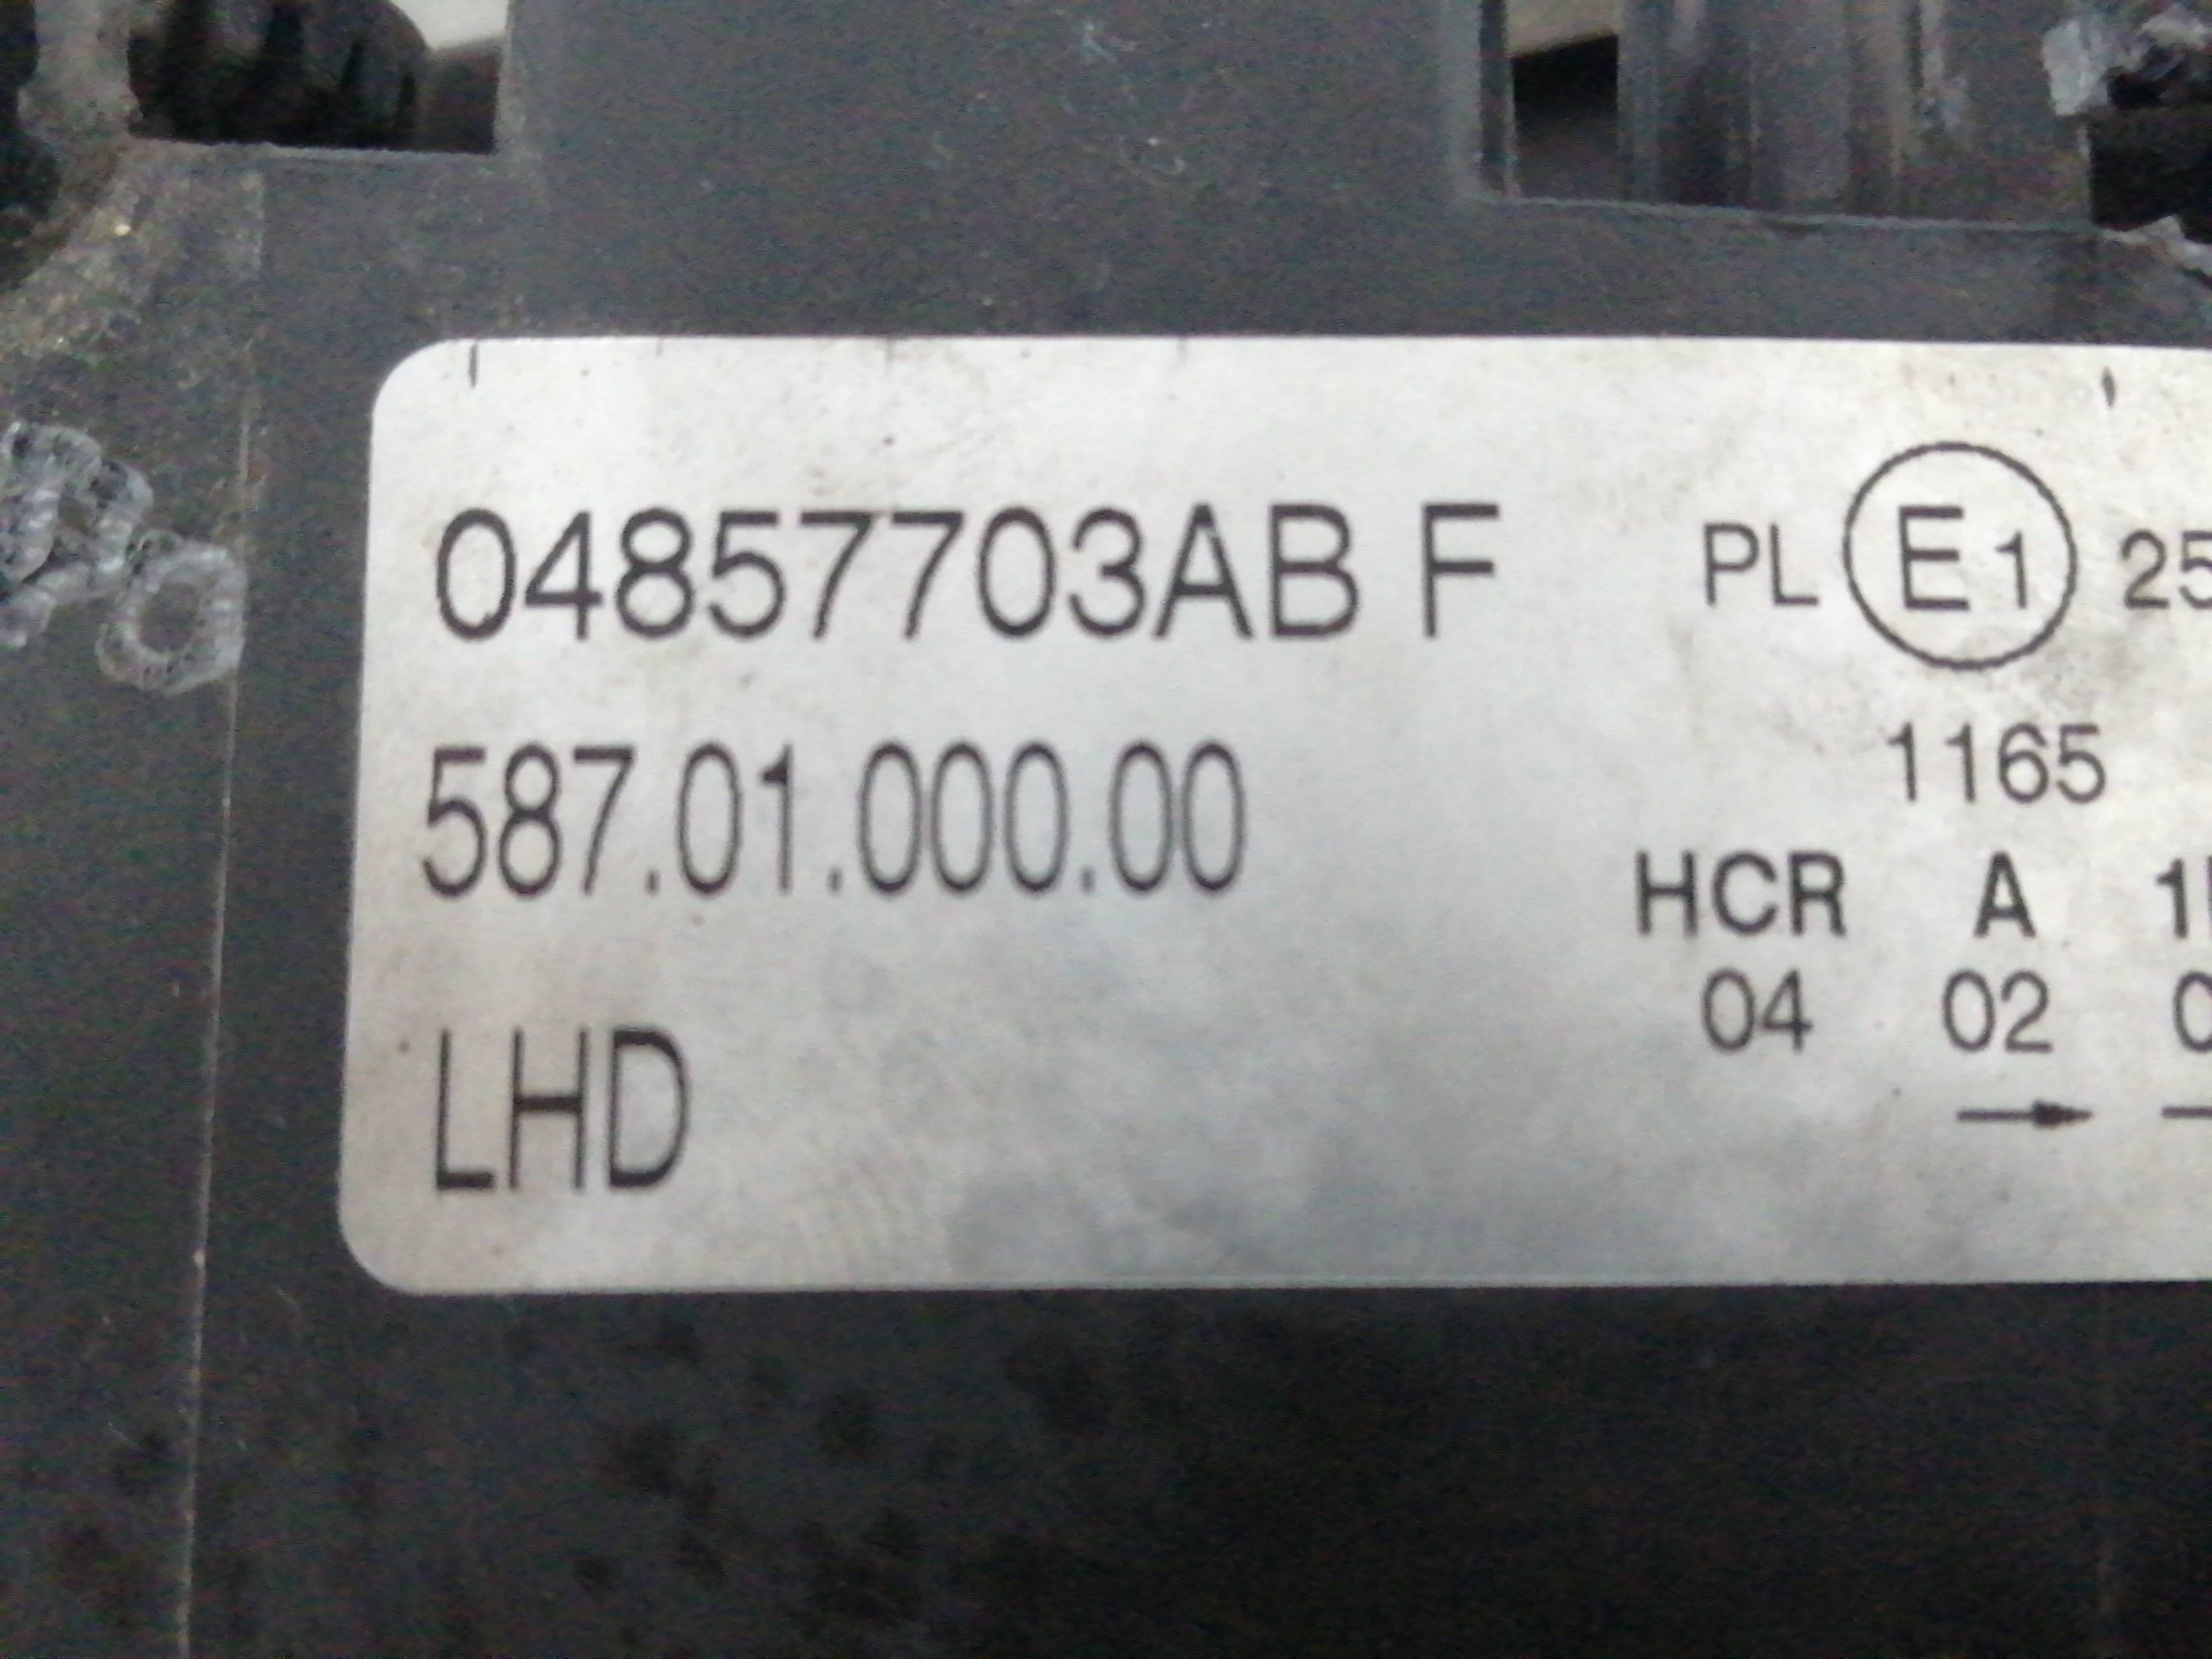 04857703AB F
PL E1 25
1165
587.01.000.00
HCR A
04 02
LHD